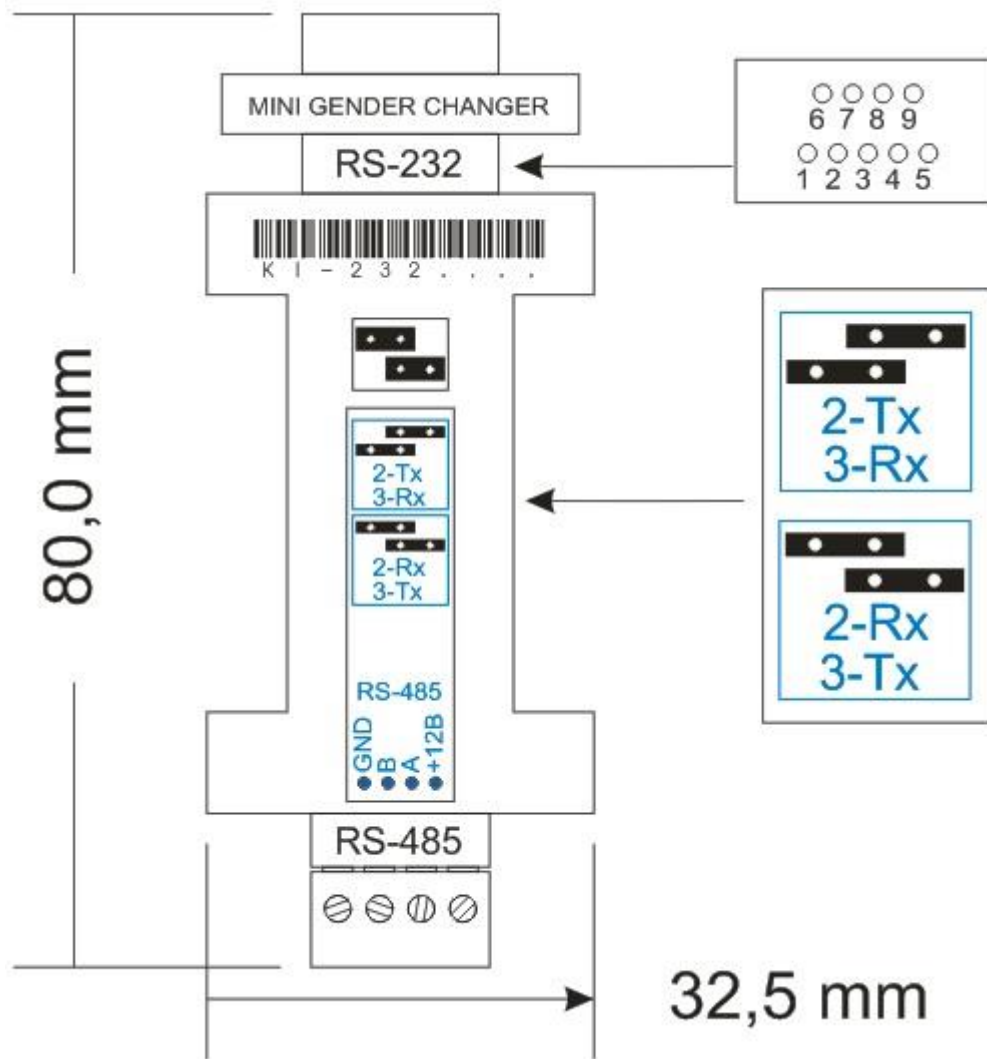 MINI GENDER CHANGER
RS-232
KI-232....
2-Tx
3-Rx
2-Rx
3-Tx
RS-485
GND
B
A
+12B
RS-485
80,0 mm
32,5 mm
6 7 8 9
1 2 3 4 5
2-Tx
3-Rx
2-Rx
3-Tx